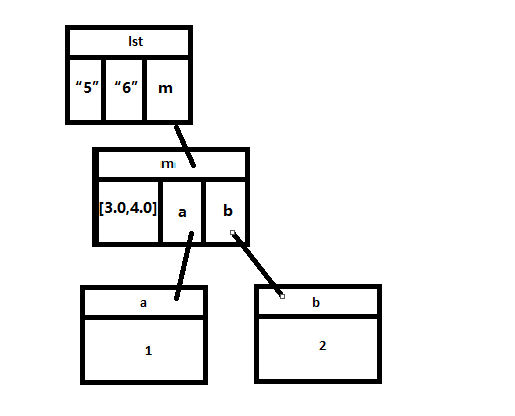 lst
“5” “6” m
m
[3.0,4.0] a b
a b
1 2